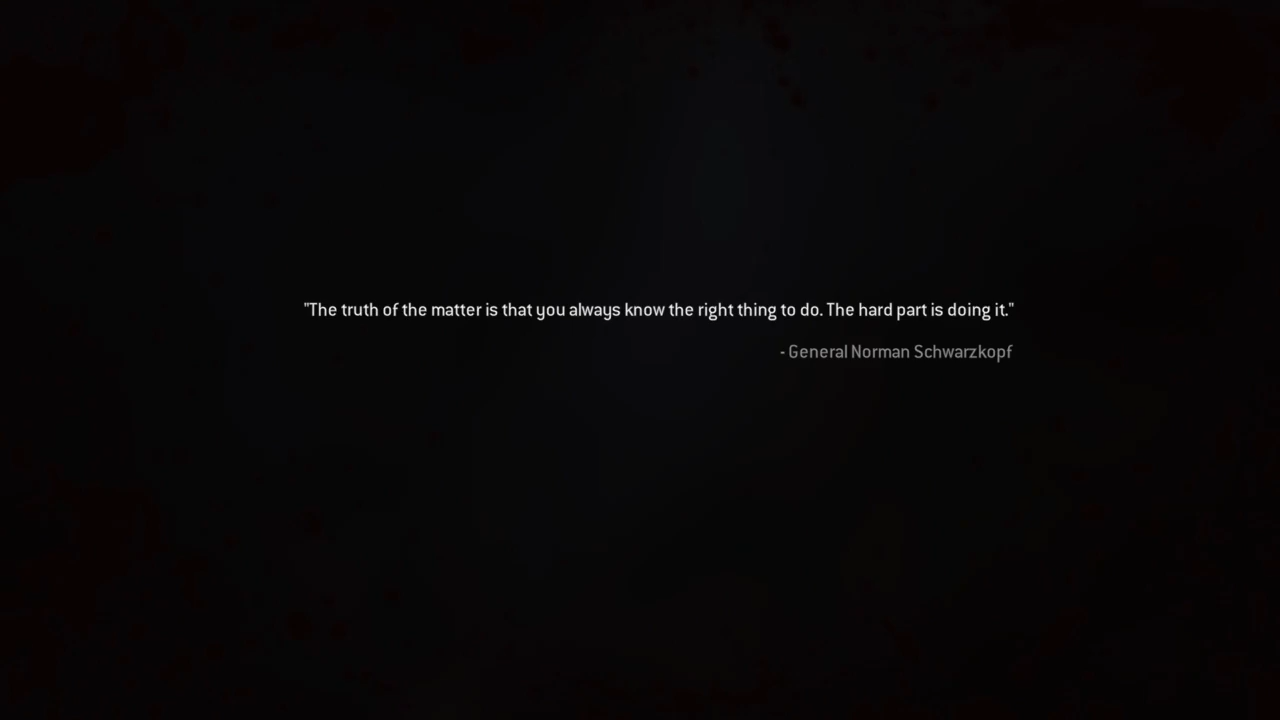 "The truth of the matter is that you always know the right thing to do. The hard part is doing it."
- General Norman Schwarzkopf